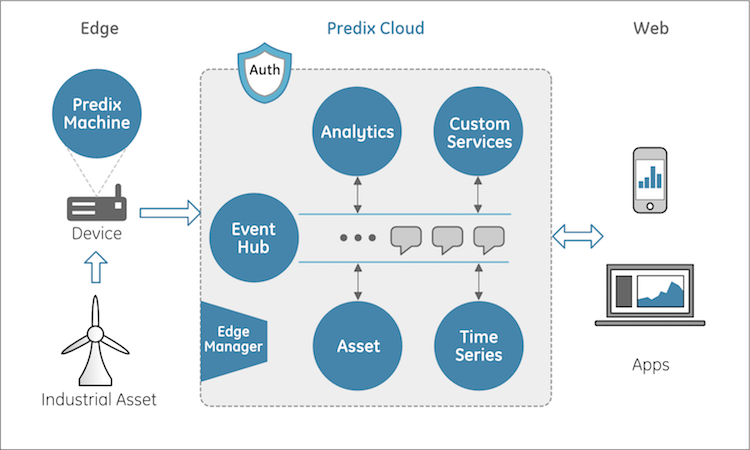 Edge
Predix Cloud
Web
Auth
Predix
Machine
Analytics
Custom
Services
Device
Event
Hub
Edge
Manager
Asset
Time
Series
Industrial Asset
Apps